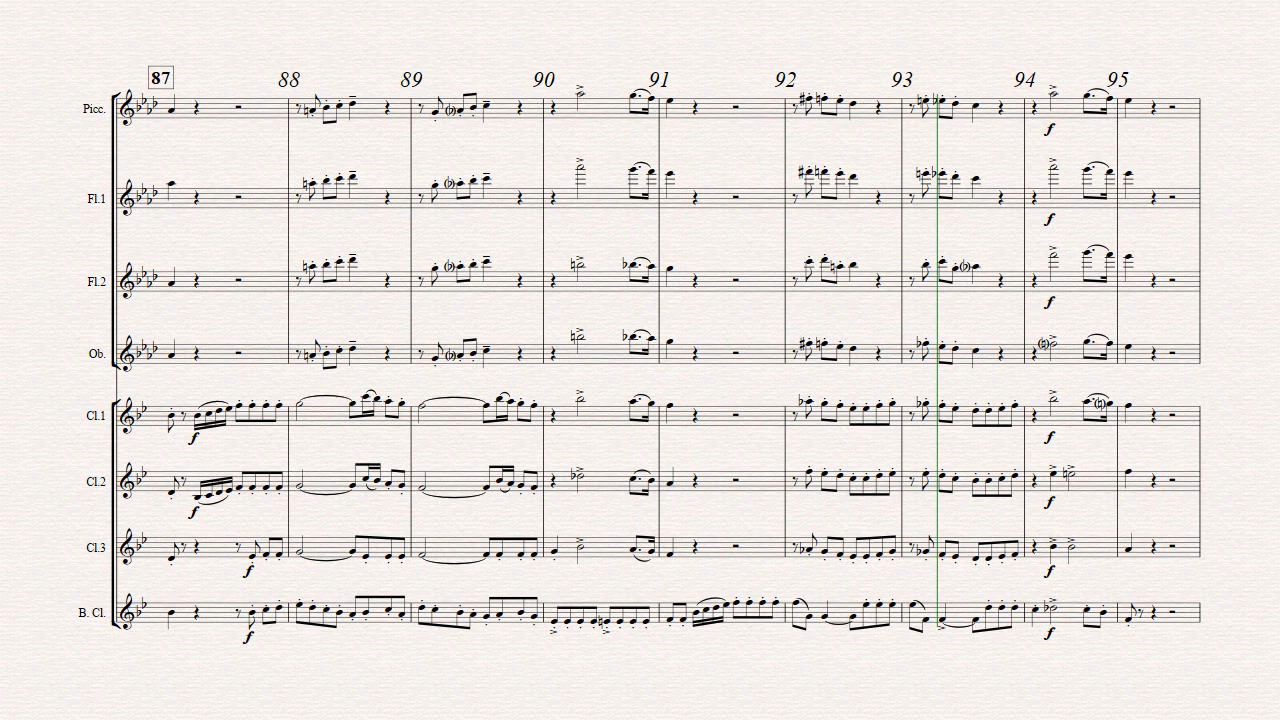 87 88 89 90 91 92 93 94 95
Picc.
f
Fl.1
f
Fl.2
f
Ob.
Cl.1
f f
Cl.2
f f
Cl.3
f f
B. Cl.
f f